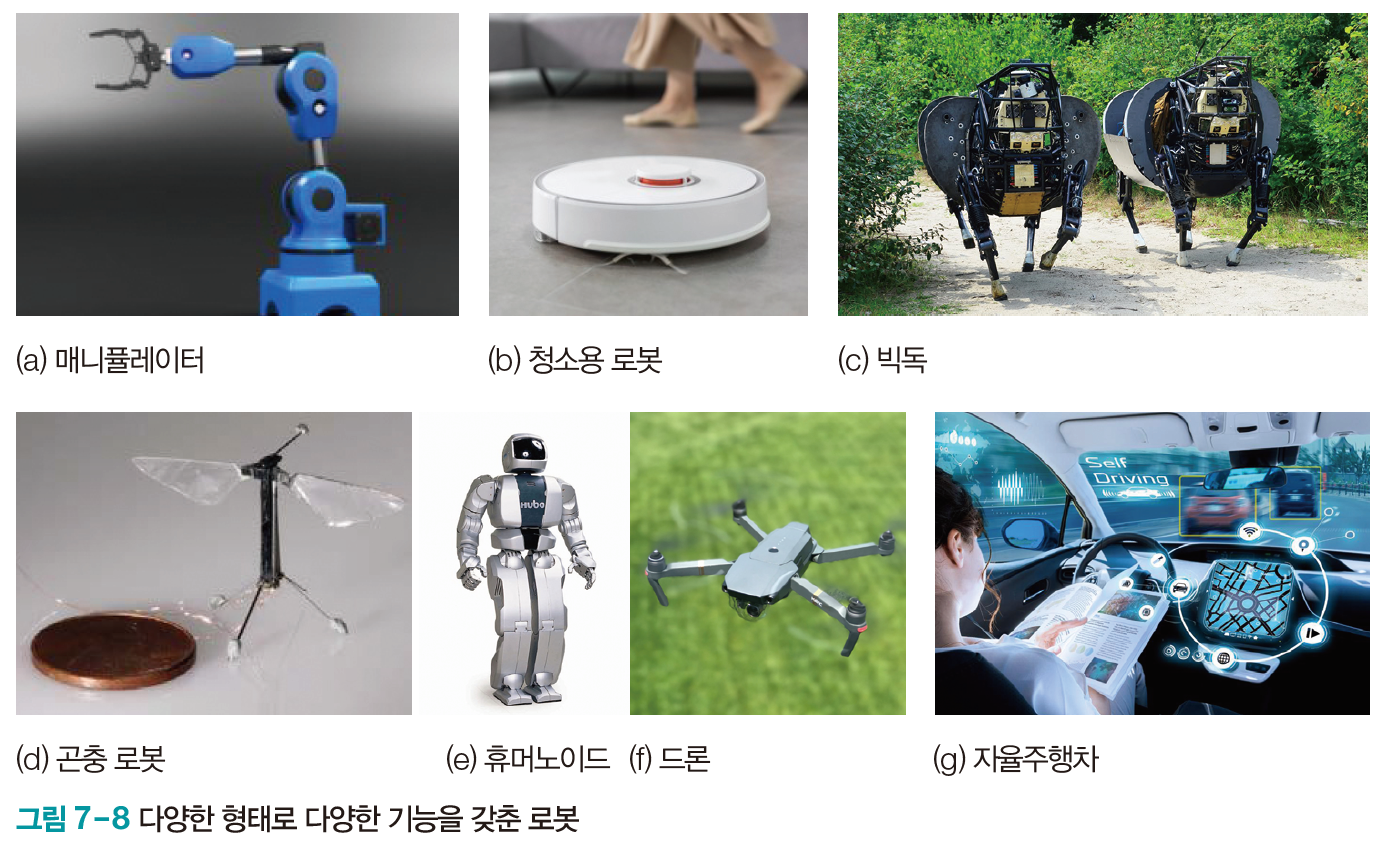 (a) 매니퓰레이터
(b) 청소용 로봇
(c) 빅독
HUBO
Self
Driving
(d) 곤충 로봇
(e) 휴머노이드
(f) 드론
(g) 자율주행차
그림 7-8 다양한 형태로 다양한 기능을 갖춘 로봇